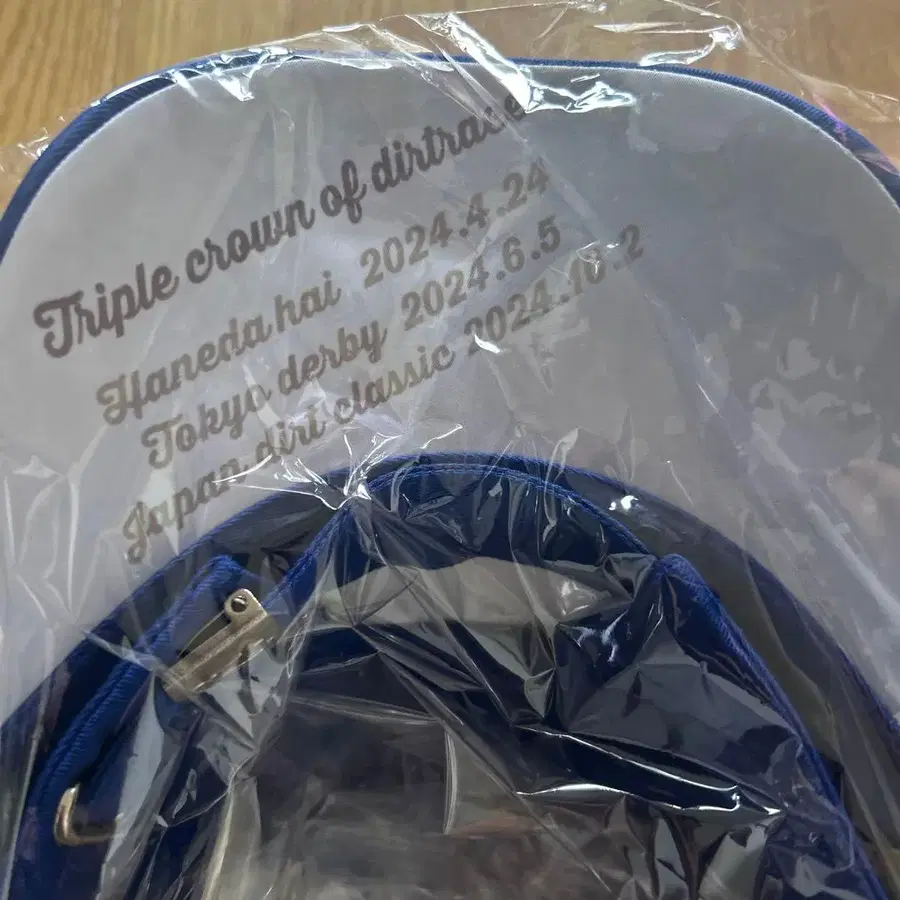 Triple crown of dirtrace
Haneda hai 2024.4.24
Tokyo derby 2024.6.5
Japan dirt classic 2024.10.2